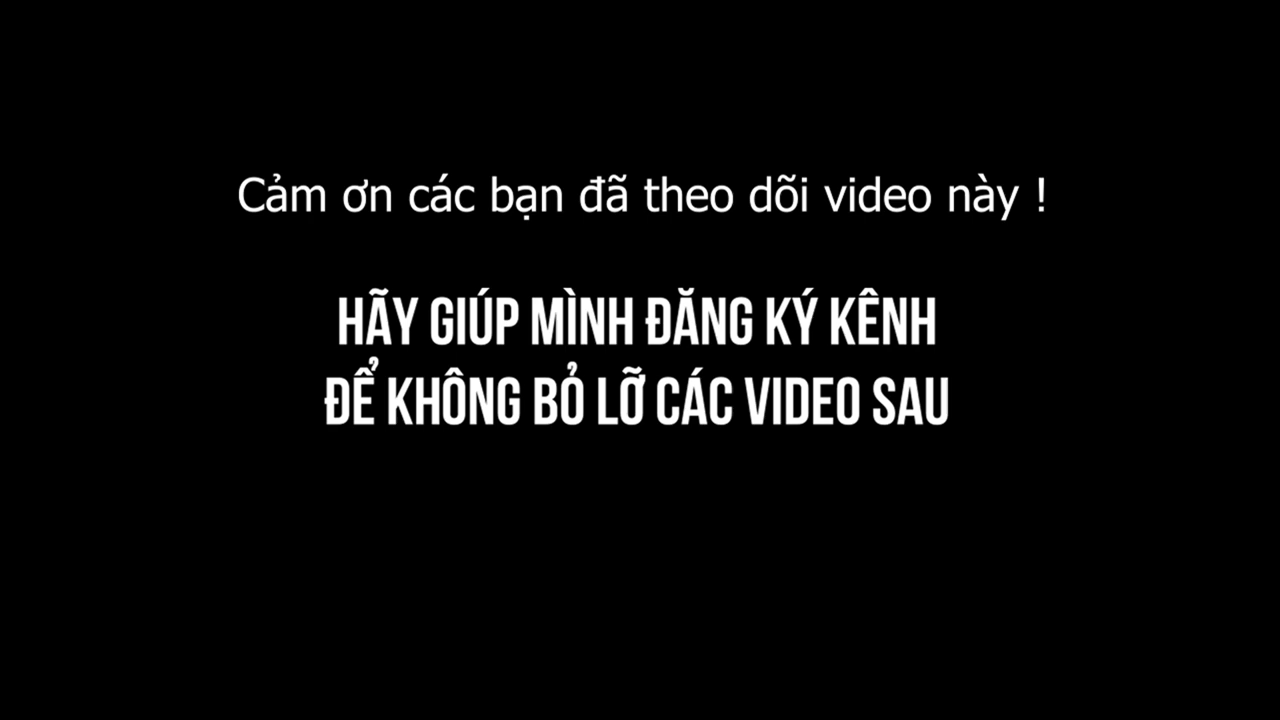 Cảm ơn các bạn đã theo dõi video này !
HÃY GIÚP MÌNH ĐĂNG KÝ KÊNH
ĐỂ KHÔNG BỎ LỠ CÁC VIDEO SAU